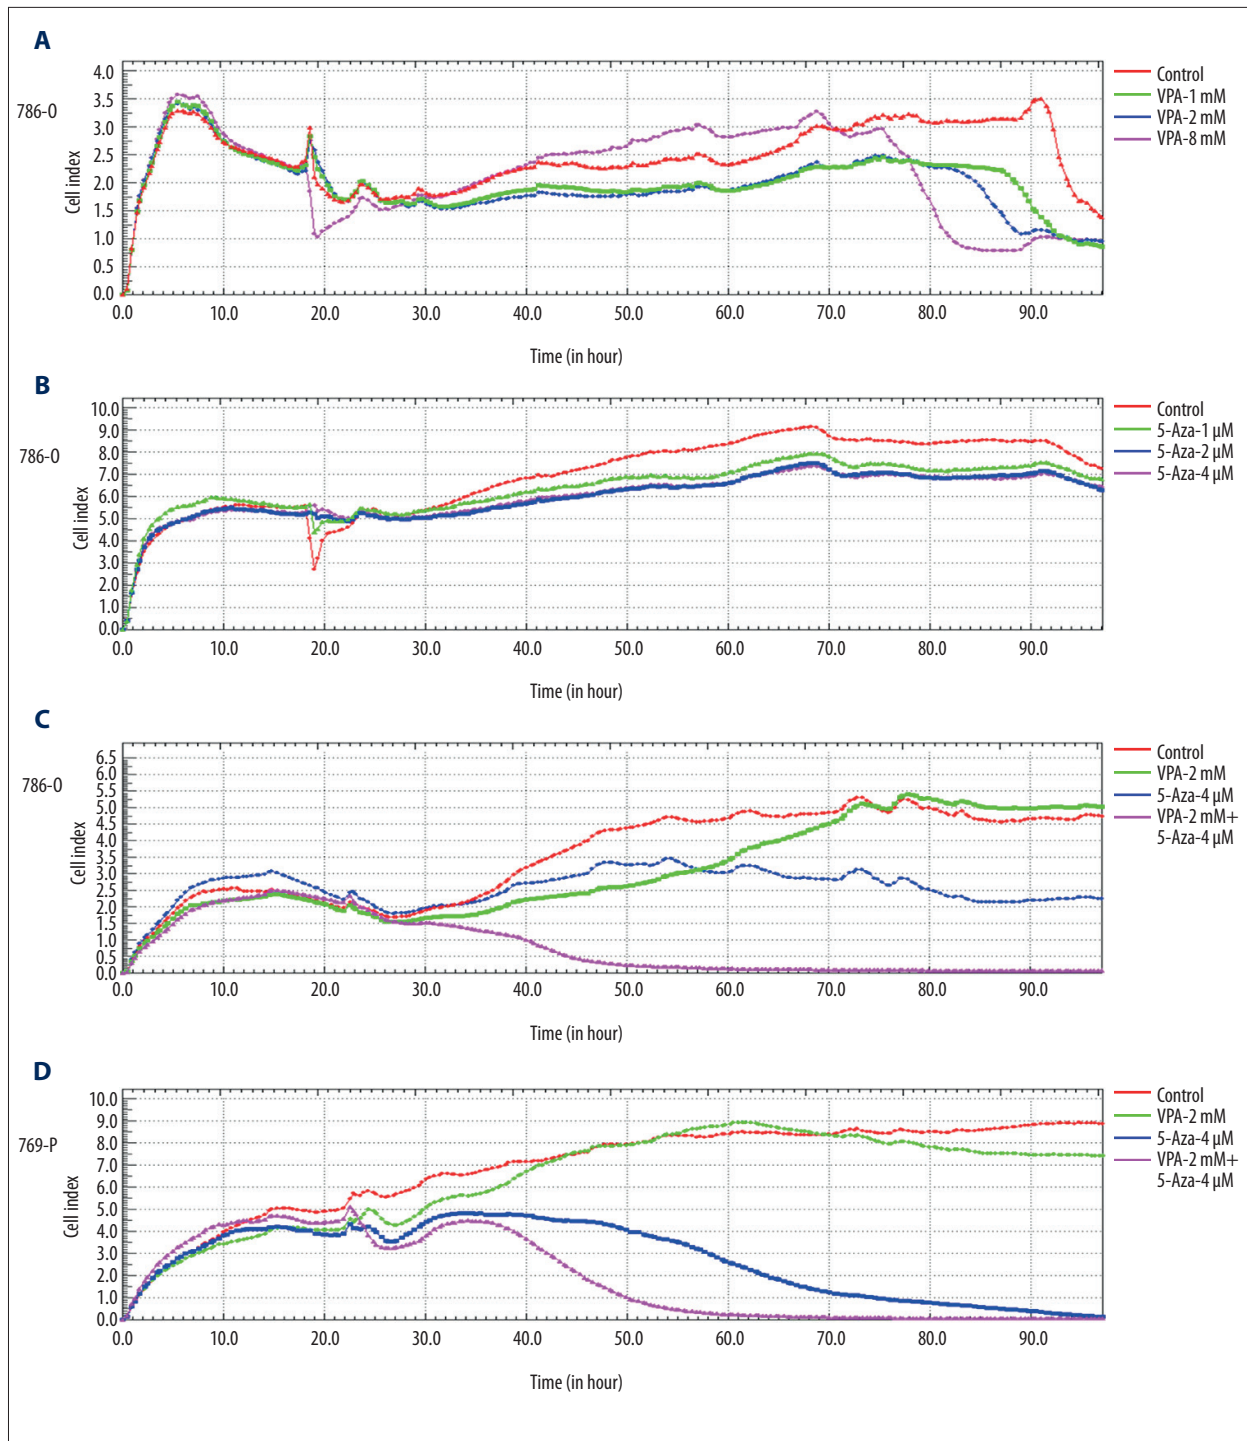 A
786-0
Cell index
4.0
3.5
3.0
2.5
2.0
1.5
1.0
0.5
0.0
0.0 10.0 20.0 30.0 40.0 50.0 60.0 70.0 80.0 90.0
Time (in hour)
Control
VPA-1 mM
VPA-2 mM
VPA-8 mM
B
786-0
Cell index
10.0
9.0
8.0
7.0
6.0
5.0
4.0
3.0
2.0
1.0
0.0
0.0 10.0 20.0 30.0 40.0 50.0 60.0 70.0 80.0 90.0
Time (in hour)
Control
5-Aza-1 µM
5-Aza-2 µM
5-Aza-4 µM
C
786-0
Cell index
6.5
6.0
5.5
5.0
4.5
4.0
3.5
3.0
2.5
2.0
1.5
1.0
0.5
0.0
0.0 10.0 20.0 30.0 40.0 50.0 60.0 70.0 80.0 90.0
Time (in hour)
Control
VPA-2 mM
5-Aza-4 µM
VPA-2 mM+
5-Aza-4 µM
D
769-P
Cell index
10.0
9.0
8.0
7.0
6.0
5.0
4.0
3.0
2.0
1.0
0.0
0.0 10.0 20.0 30.0 40.0 50.0 60.0 70.0 80.0 90.0
Time (in hour)
Control
VPA-2 mM
5-Aza-4 µM
VPA-2 mM+
5-Aza-4 µM